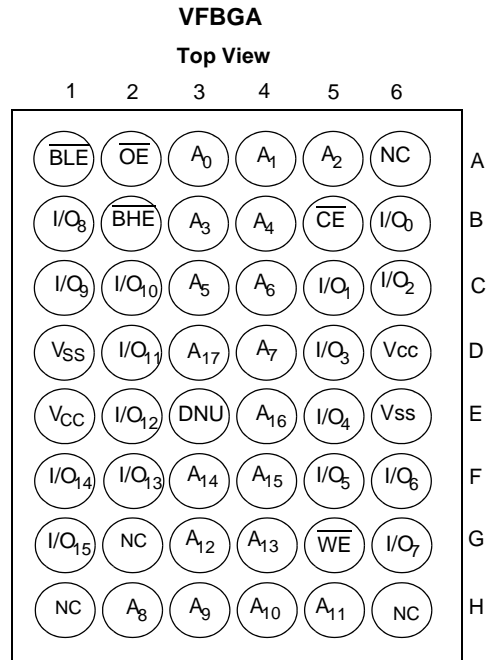 VFBGA
Top View
1 2 3 4 5 6
BLE OE A0 A1 A2 NC A
I/O8 BHE A3 A4 CE I/O0 B
I/O9 I/O10 A5 A6 I/O1 I/O2 C
VSS I/O11 A17 A7 I/O3 Vcc D
VCC I/O12 DNU A16 I/O4 Vss E
I/O14 I/O13 A14 A15 I/O5 I/O6 F
I/O15 NC A12 A13 WE I/O7 G
NC A8 A9 A10 A11 NC H